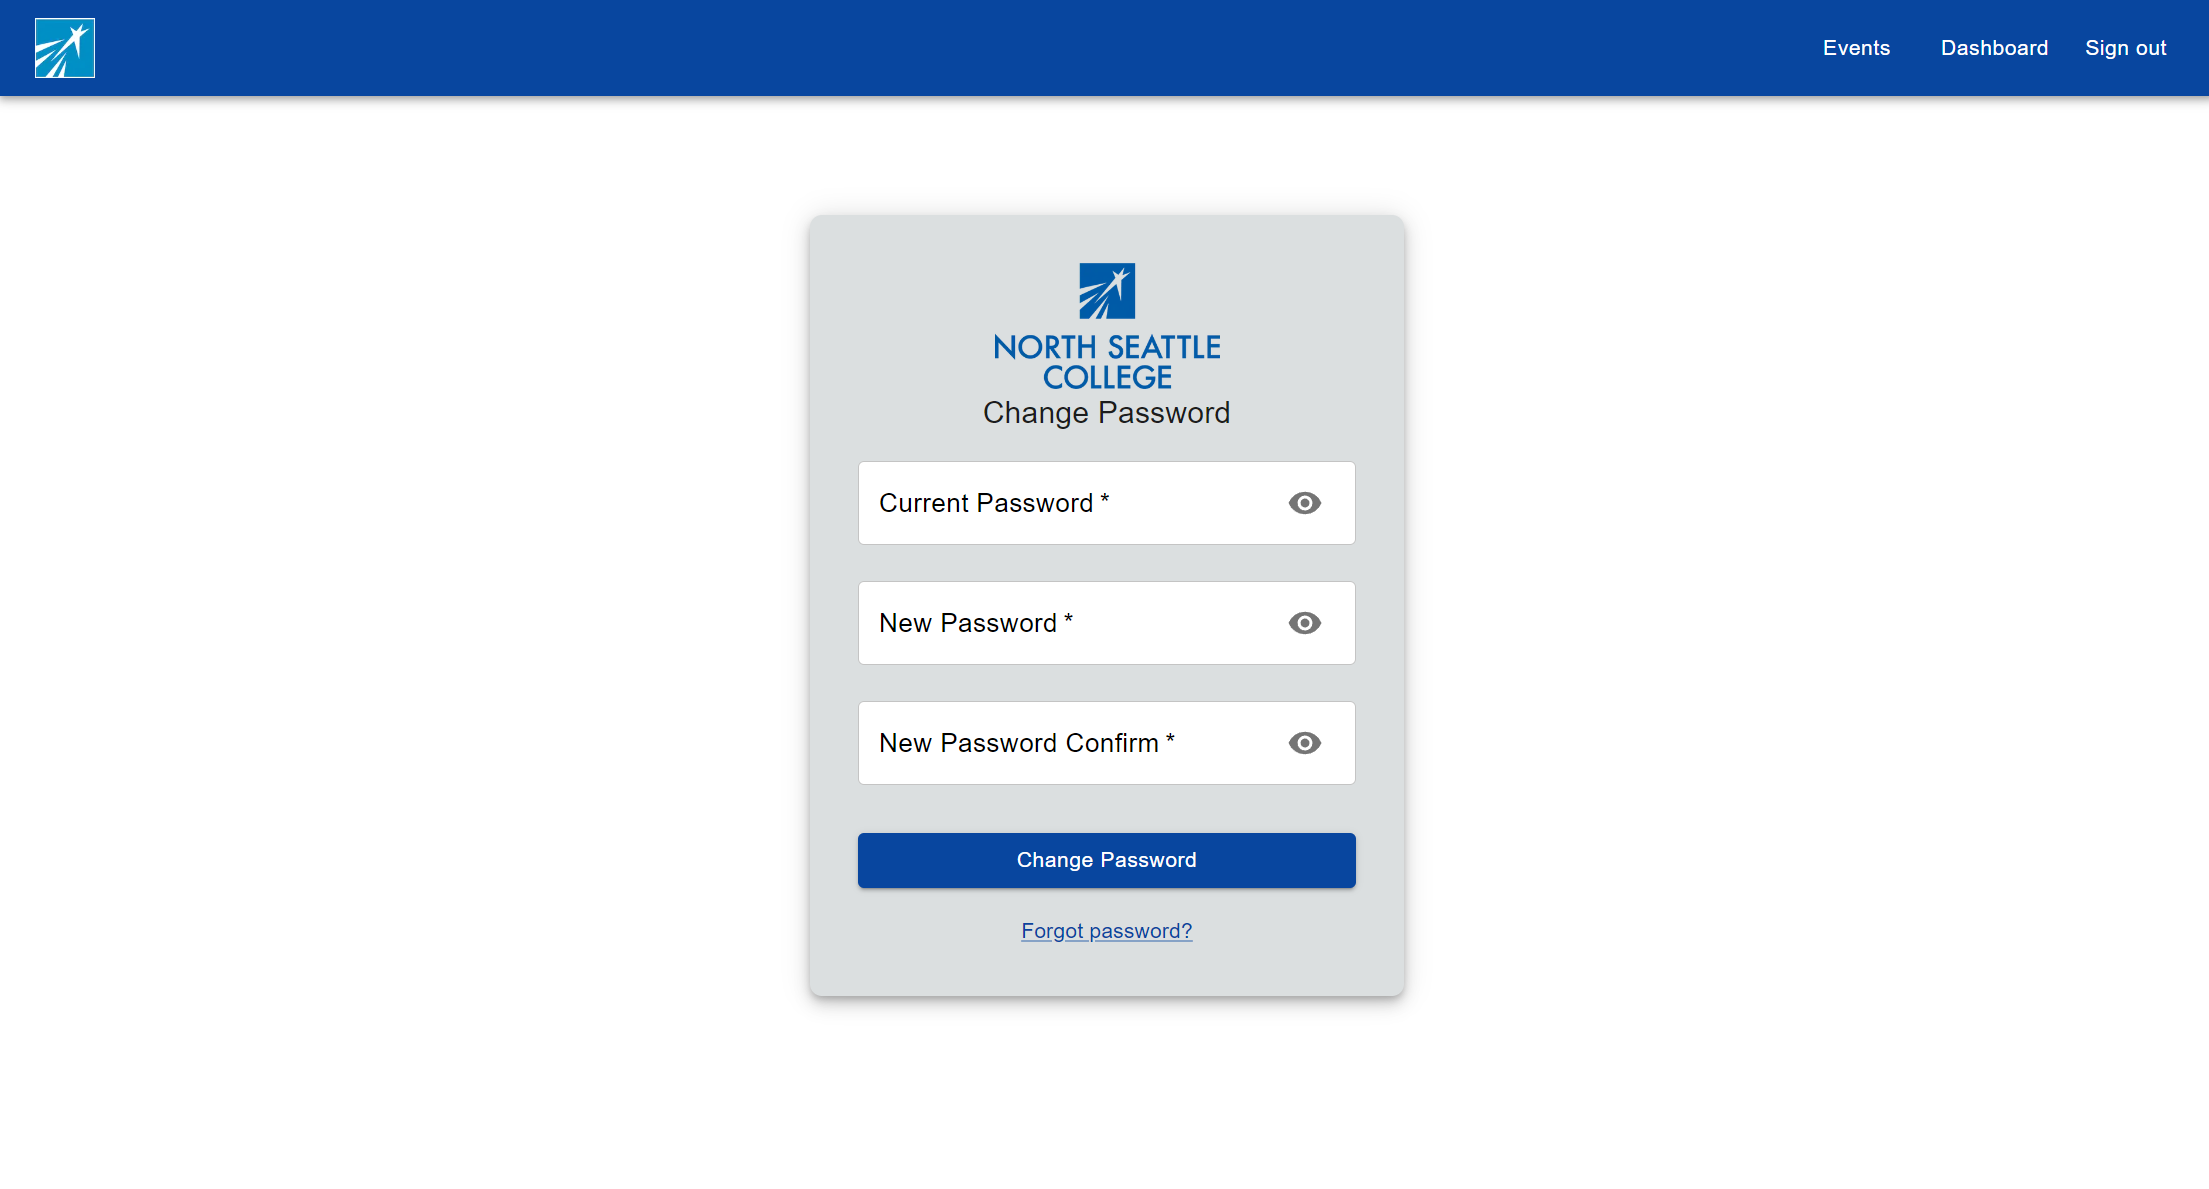 Events Dashboard Sign out
NORTH SEATTLE
COLLEGE
Change Password
Current Password *
New Password *
New Password Confirm *
Change Password
Forgot password?